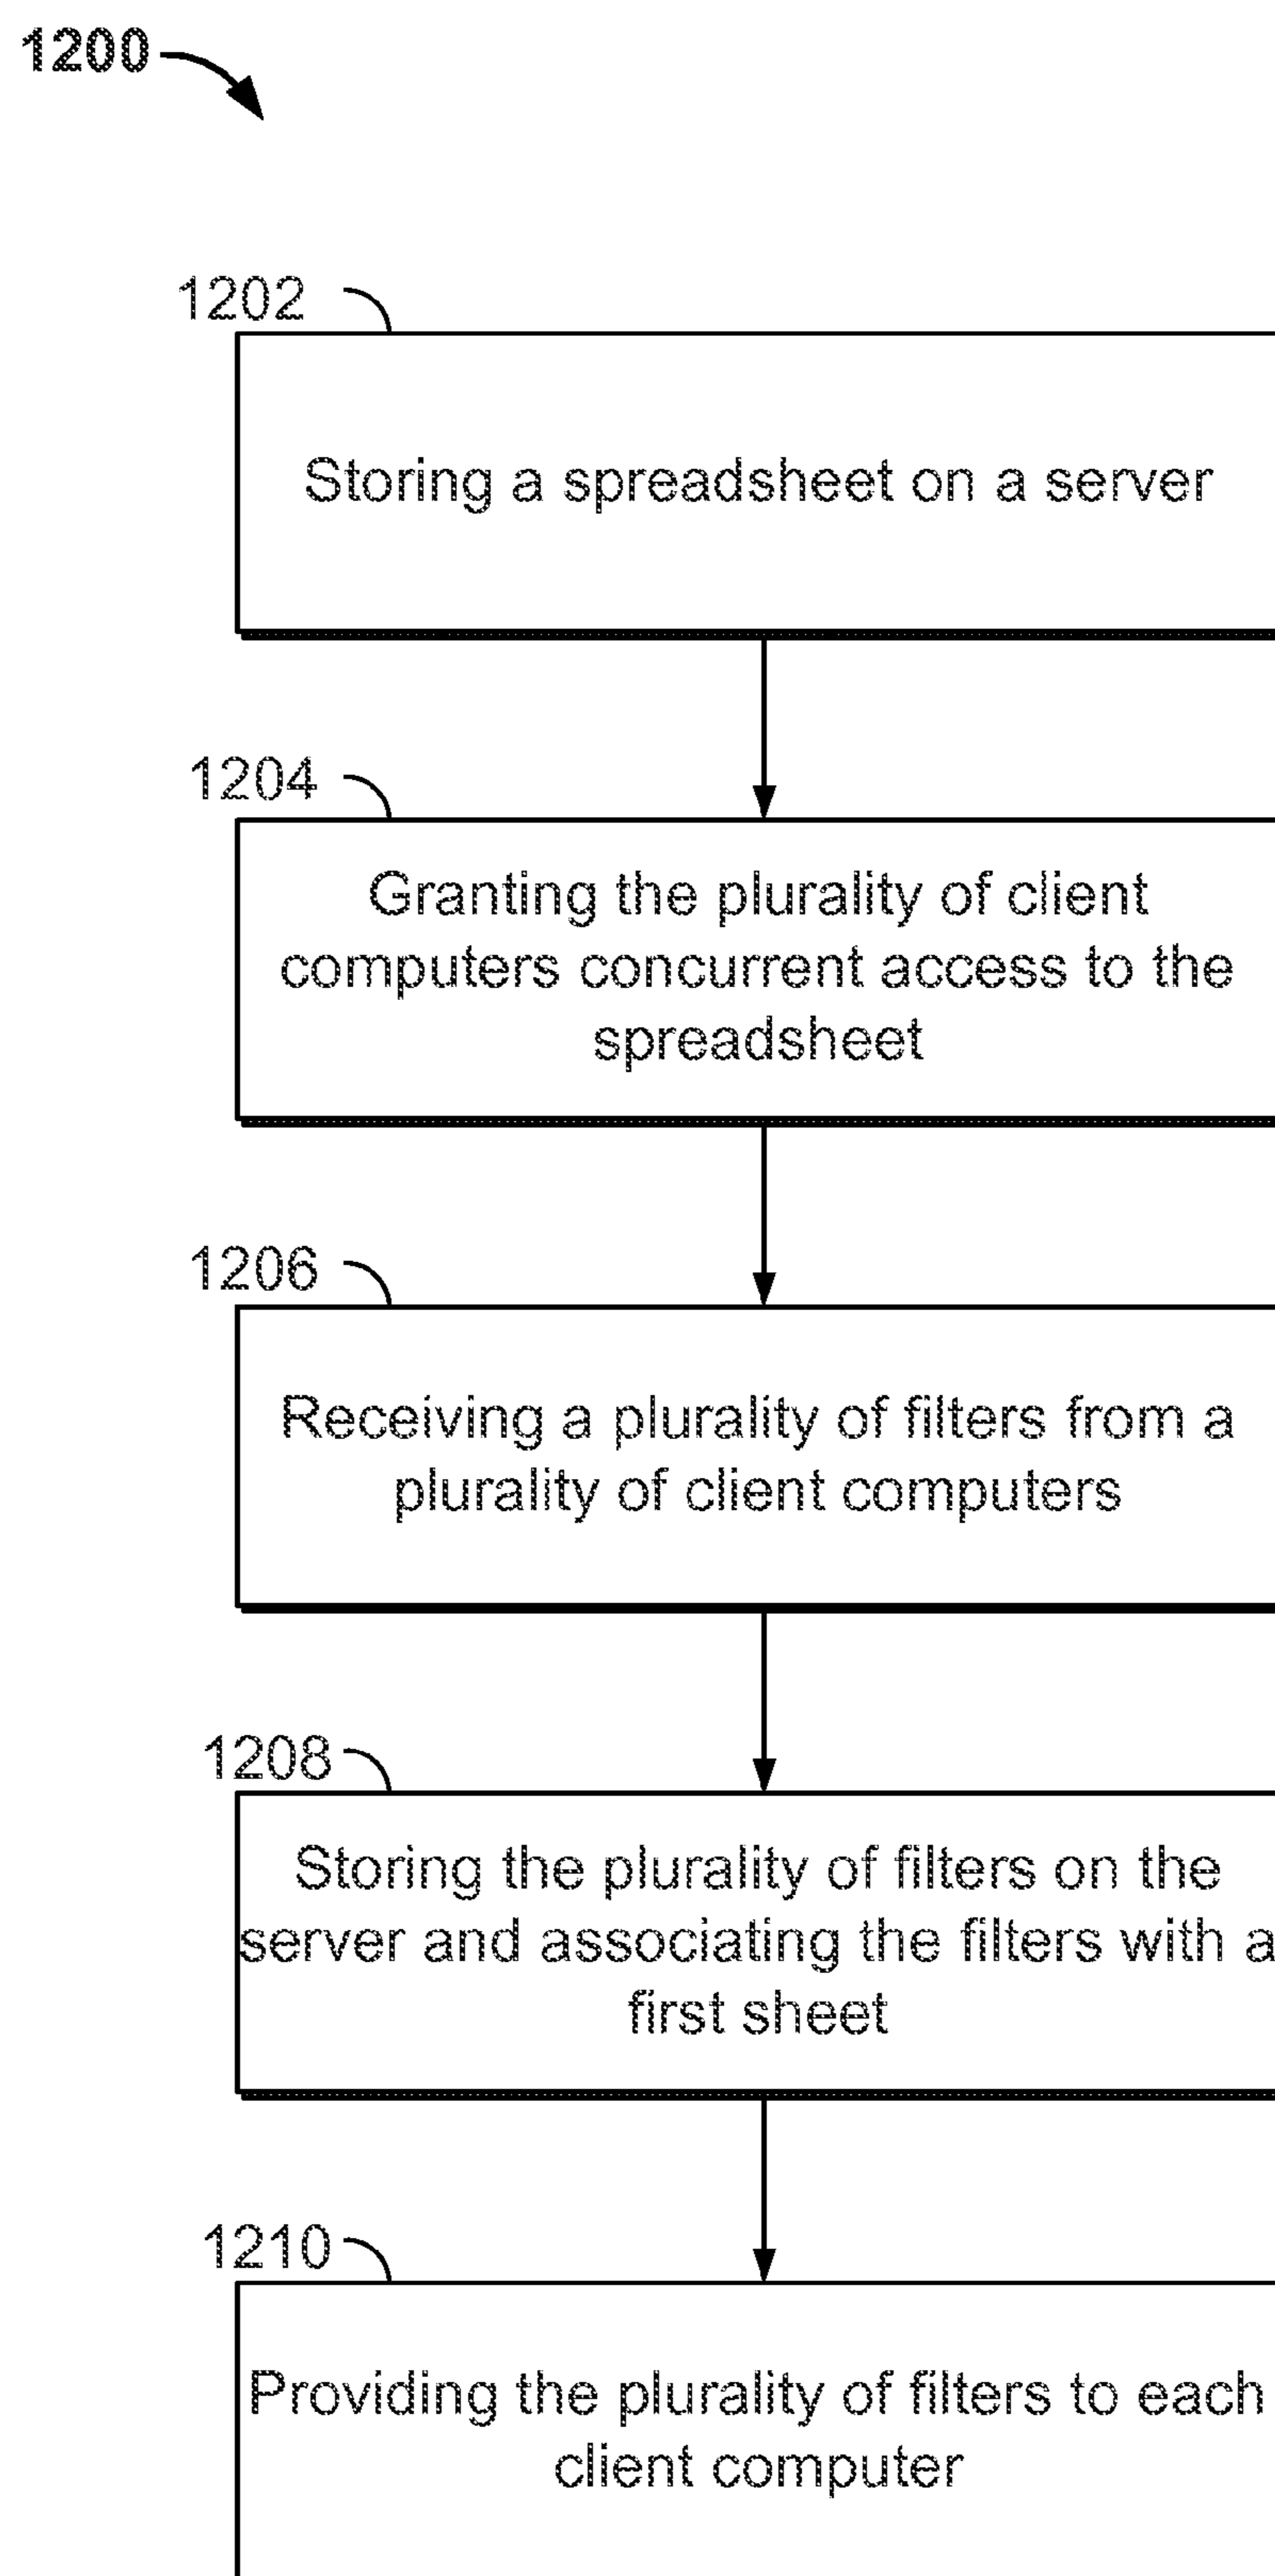 1200
1202
Storing a spreadsheet on a server
1204
Granting the plurality of client
computers concurrent access to the
spreadsheet
1206
Receiving a plurality of filters from a
plurality of client computers
1208
Storing the plurality of filters on the
server and associating the filters with a
first sheet
1210
Providing the plurality of filters to each
client computer